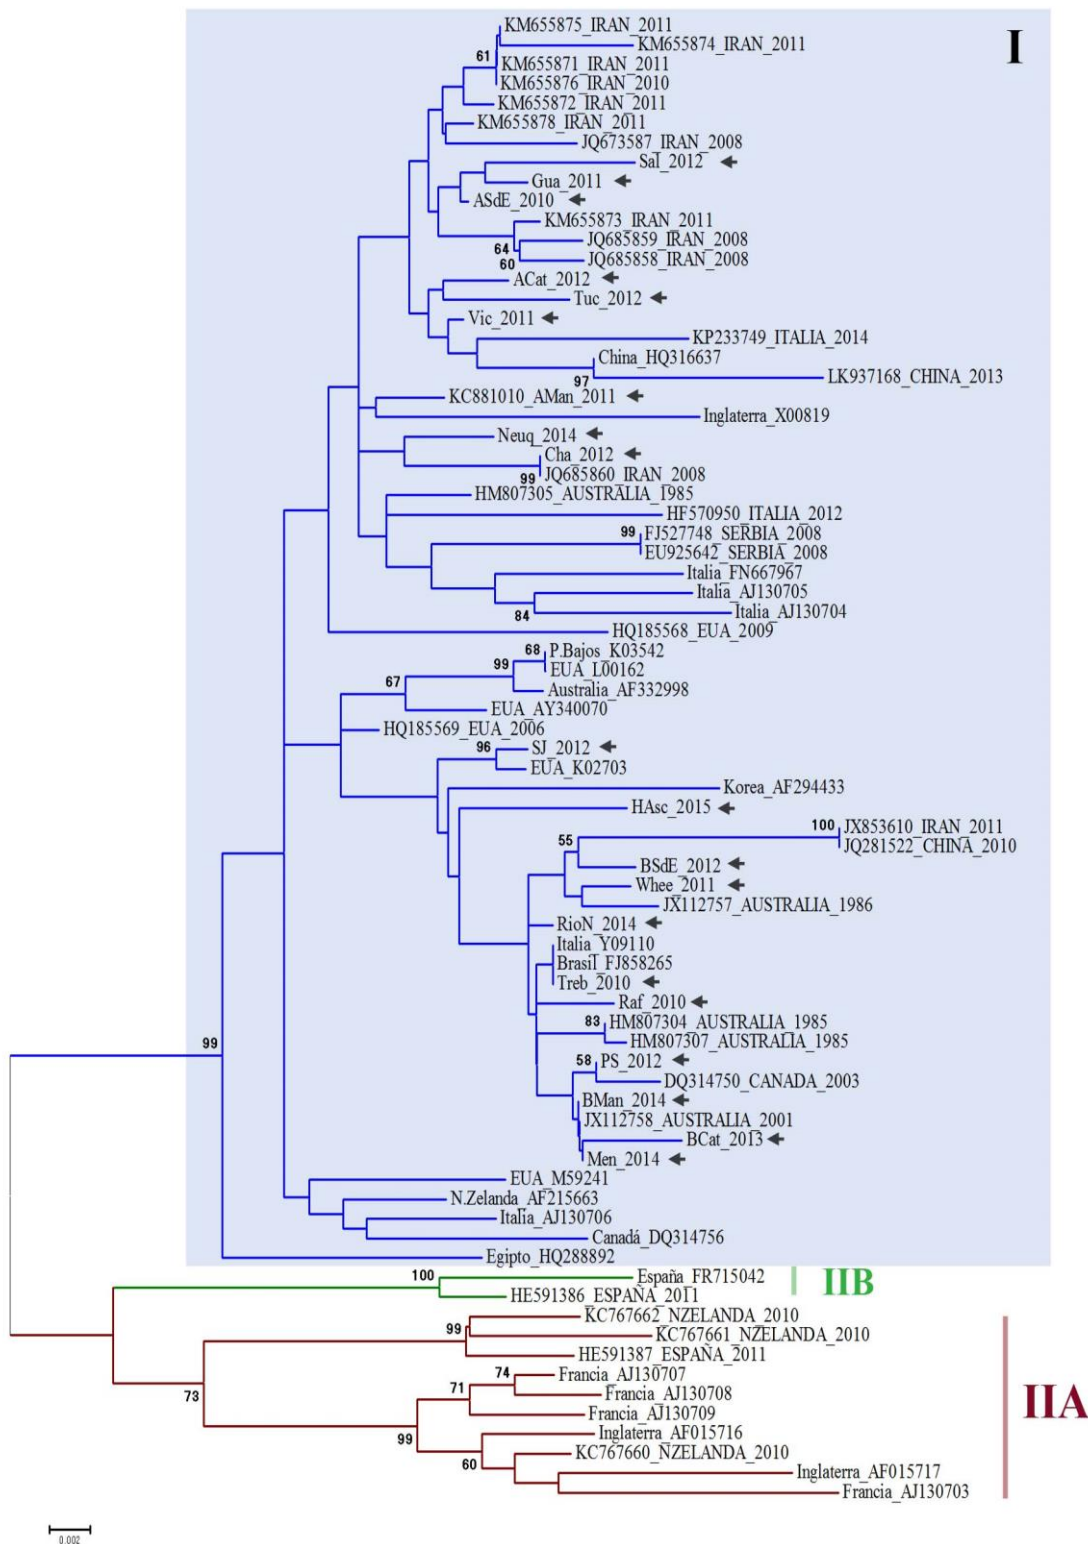 KM655875_IRAN_2011
I
KM655874_IRAN_2011
61
KM655871_IRAN_2011
KM655876_IRAN_2010
KM655872_IRAN_2011
KM655878_IRAN_2011
JQ673587_IRAN_2008
Sal_2012
Gua_2011
ASdE_2010
KM655873_IRAN_2011
64
JQ685859_IRAN_2008
60
JQ685858_IRAN_2008
ACat_2012
Tuc_2012
Vic_2011
KP233749_ITALIA_2014
China_HQ316637
97
LK937168_CHINA_2013
KC881010_AMan_2011
Inglaterra_X00819
Neuq_2014
Cha_2012
99
JQ685860_IRAN_2008
HM807305_AUSTRALIA_1985
HF570950_ITALIA_2012
99
FJ527748_SERBIA_2008
EU925642_SERBIA_2008
Italia_FN667967
Italia_AJ130705
84
Italia_AJ130704
HQ185568_EUA_2009
68
P.Bajos_K03542
99
EUA_L00162
67
Australia_AF332998
EUA_AY340070
HQ185569_EUA_2006
96
SJ_2012
EUA_K02703
Korea_AF294433
HAsc_2015
100
JX853610_IRAN_2011
55
JQ281522_CHINA_2010
BSdE_2012
Whee_2011
JX112757_AUSTRALIA_1986
RioN_2014
Italia_Y09110
Brasil_FJ858265
Treb_2010
Raf_2010
83
HM807304_AUSTRALIA_1985
99
HM807307_AUSTRALIA_1985
58
PS_2012
DQ314750_CANADA_2003
BMan_2014
JX112758_AUSTRALIA_2001
BCat_2013
Men_2014
EUA_M59241
N.Zelanda_AF215663
Italia_AJ130706
Canadá_DQ314756
Egipto_HQ288892
100
España_FR715042
IIB
HE591386_ESPAÑA_2011
KC767662_NZELANDA_2010
99
KC767661_NZELANDA_2010
HE591387_ESPAÑA_2011
73
74
Francia_AJ130707
71
Francia_AJ130708
IIA
Francia_AJ130709
99
Inglaterra_AF015716
60
KC767660_NZELANDA_2010
Inglaterra_AF015717
Francia_AJ130703
0.002